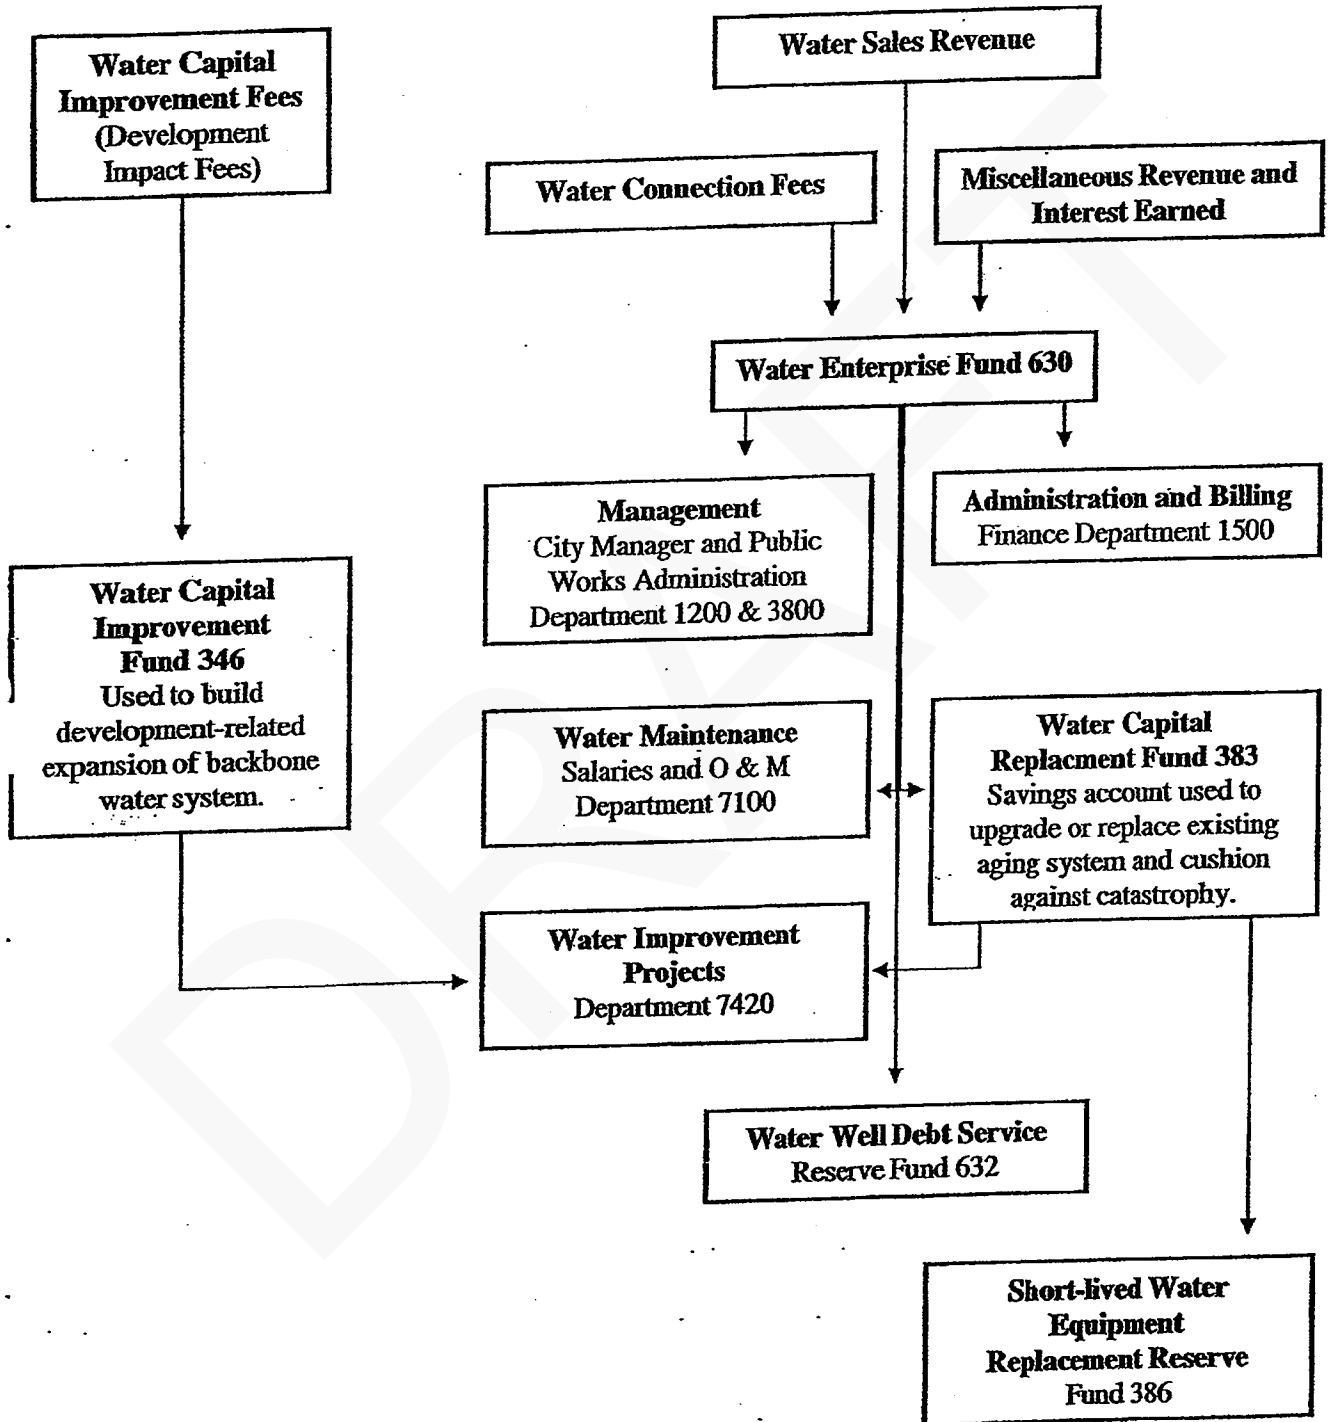 Water Capital
Improvement Fees
(Development
Impact Fees)
Water Sales Revenue
Water Connection Fees
Miscellaneous Revenue and
Interest Earned
Water Enterprise Fund 630
Management
City Manager and Public
Works Administration
Department 1200 & 3800
Administration and Billing
Finance Department 1500
Water Capital
Improvement
Fund 346
Used to build
development-related
expansion of backbone
water system.
Water Maintenance
Salaries and O & M
Department 7100
Water Capital
Replacment Fund 383
Savings account used to
upgrade or replace existing
aging system and cushion
against catastrophy.
Water Improvement
Projects
Department 7420
Water Well Debt Service
Reserve Fund 632
Short-lived Water
Equipment
Replacement Reserve
Fund 386
DRAFT